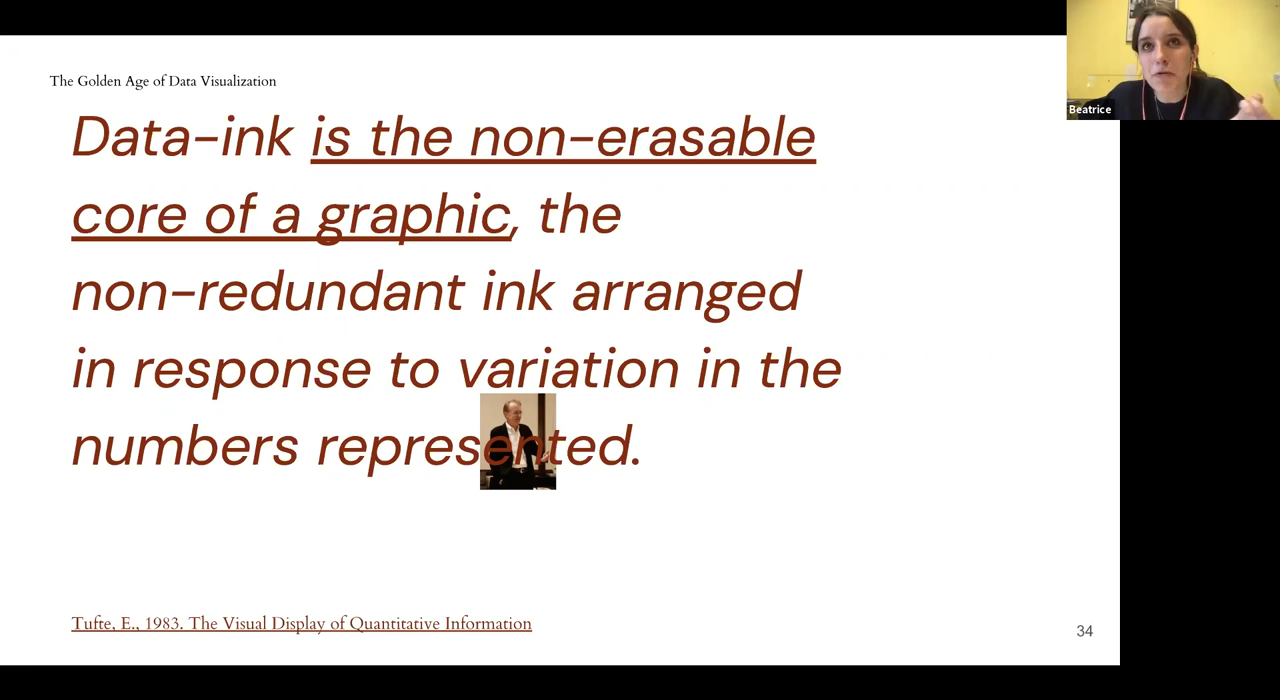 The Golden Age of Data Visualization
Data-ink is the non-erasable
core of a graphic, the
non-redundant ink arranged
in response to variation in the
numbers represented.
Tufte, E., 1983. The Visual Display of Quantitative Information
34
Beatrice